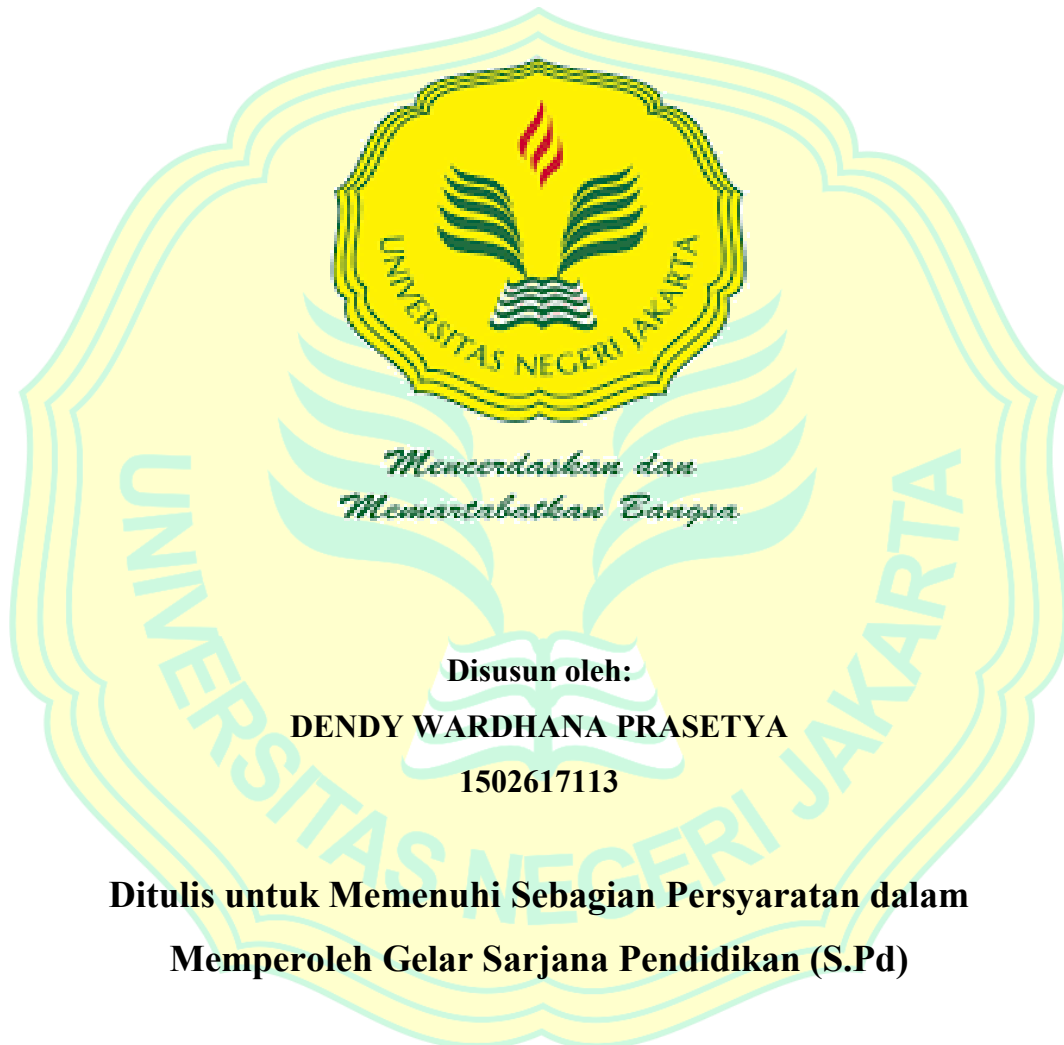 UNIVERSITAS NEGERI JAKARTA
Mencerdaskan dan
Memartabatkan Bangsa
Disusun oleh:
DENDY WARDHANA PRASETYA
1502617113
Ditulis untuk Memenuhi Sebagian Persyaratan dalam
Memperoleh Gelar Sarjana Pendidikan (S.Pd)
UNIVERSITAS NEGERI JAKARTA